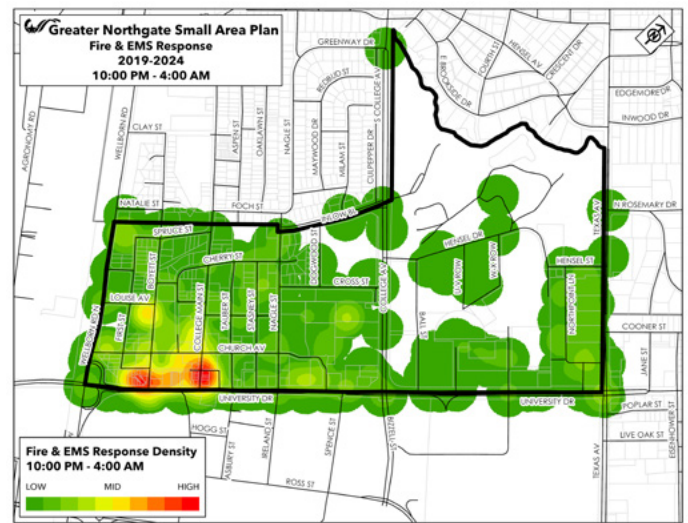 Greater Northgate Small Area Plan
Fire & EMS Response
2019-2024
10:00 PM - 4:00 AM
GREENWAY DR
S COLLEGE AV
FOURTH ST
HENSEL AV
CRESCENT DR
E BROOKSIDE DR
REDBUD ST
EDGEMORE DR
INWOOD DR
AGRONOMY RD
WELLBORN RD
CLAY ST
ASPEN ST
OAKLAWN ST
NAGLE ST
MAYWOOD DR
MILAM ST
CULPEPPER DR
NATALIE ST
FOCH ST
INLOW BL
TEXAS AV
N ROSEMARY DR
SPRUCE ST
BOYETT ST
CHERRY ST
DOGWOOD ST
HENSEL DR
HENSEL ST
CROSS ST
COLLEGE AV
W-X ROW
NORTHPOINT LN
LOUISE AV
FIRST ST
COLLEGE MAIN ST
TAUBER ST
STASNEY ST
NAGLE ST
BALL ST
COONER ST
WELLBORN RD N
CHURCH AV
JANE ST
UNIVERSITY DR
UNIVERSITY DR
POPLAR ST
LIVE OAK ST
EISENHOWER ST
HOGG ST
ASBURY ST
IRELAND ST
SPENCE ST
BIZZELL ST
TEXAS AV
ROSS ST
Fire & EMS Response Density
10:00 PM - 4:00 AM
LOW MID HIGH